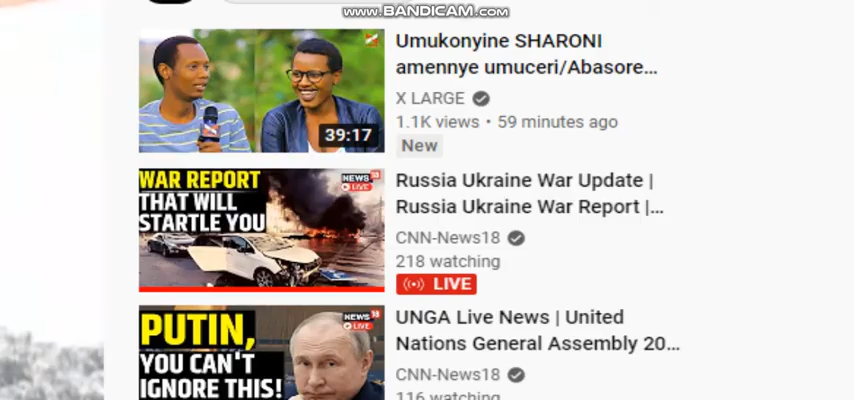 www.BANDICAM.com
Umukonyine SHARONI
amennye umuceri/Abasore…
X LARGE
1.1K views • 59 minutes ago
New
39:17
WAR REPORT
THAT WILL
STARTLE YOU
NEWS18
LIVE
Russia Ukraine War Update |
Russia Ukraine War Report |…
CNN-News18
218 watching
LIVE
PUTIN,
YOU CAN'T
IGNORE THIS!
NEWS18
LIVE
UNGA Live News | United
Nations General Assembly 20…
CNN-News18
116 watching